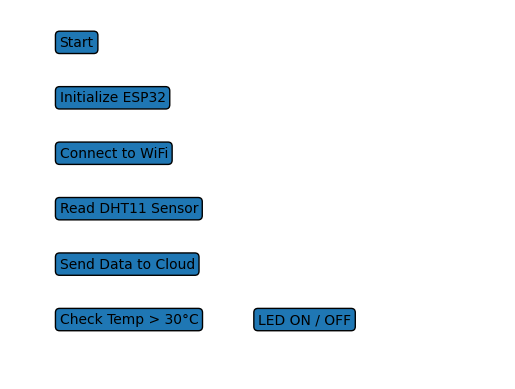 Start
Initialize ESP32
Connect to WiFi
Read DHT11 Sensor
Send Data to Cloud
Check Temp > 30°C
LED ON / OFF